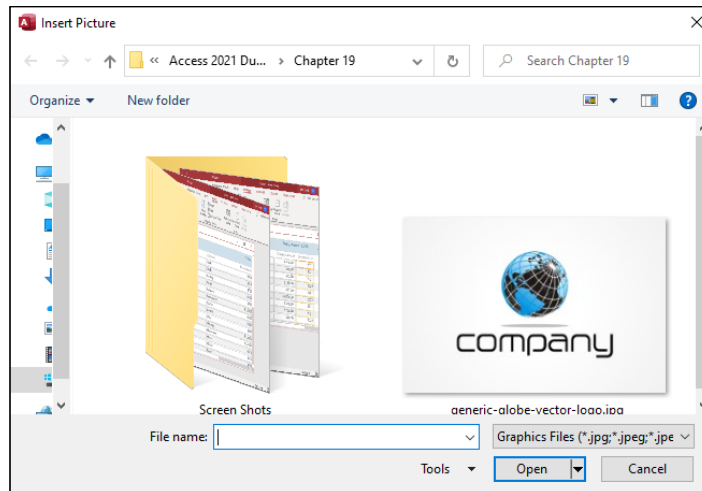 A Insert Picture
« Access 2021 Du... › Chapter 19
Search Chapter 19
Organize
New folder
?
company
Screen Shots
generic-globe-vector-logo.jpg
File name:
Graphics Files (*.jpg;*.jpeg;*.jpe
Tools
Open
Cancel